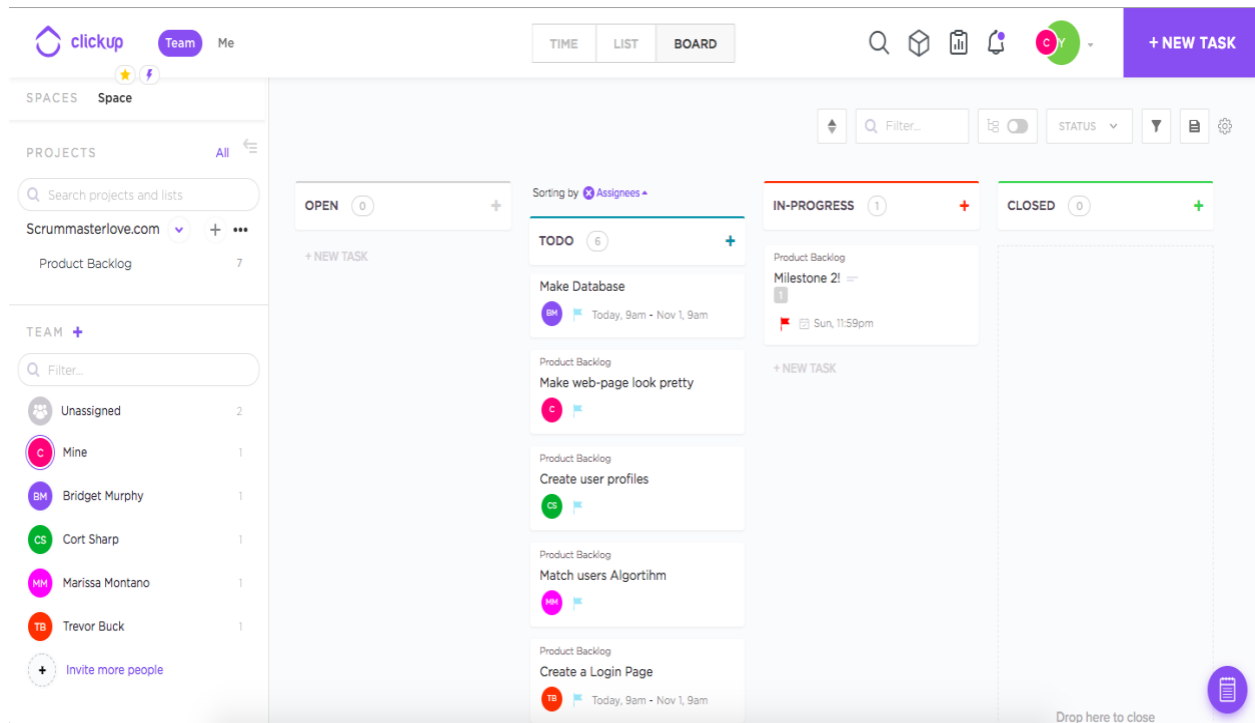 clickup Team Me TIME LIST BOARD C Y + NEW TASK
SPACES Space
PROJECTS All
Search projects and lists
Scrummasterlove.com
Product Backlog 7
TEAM +
Filter...
Unassigned 2
C Mine 1
BM Bridget Murphy 1
CS Cort Sharp 1
MM Marissa Montano 1
TB Trevor Buck 1
+ Invite more people
Filter... STATUS
OPEN 0 +
+ NEW TASK
Sorting by Assignees
TODO 6 +
Make Database
BM Today, 9am - Nov 1, 9am
Product Backlog
Make web-page look pretty
C
Product Backlog
Create user profiles
CS
Product Backlog
Match users Algortihm
MM
Product Backlog
Create a Login Page
TB Today, 9am - Nov 1, 9am
IN-PROGRESS 1 +
Product Backlog
Milestone 2!
1
Sun, 11:59pm
+ NEW TASK
CLOSED 0 +
Drop here to close